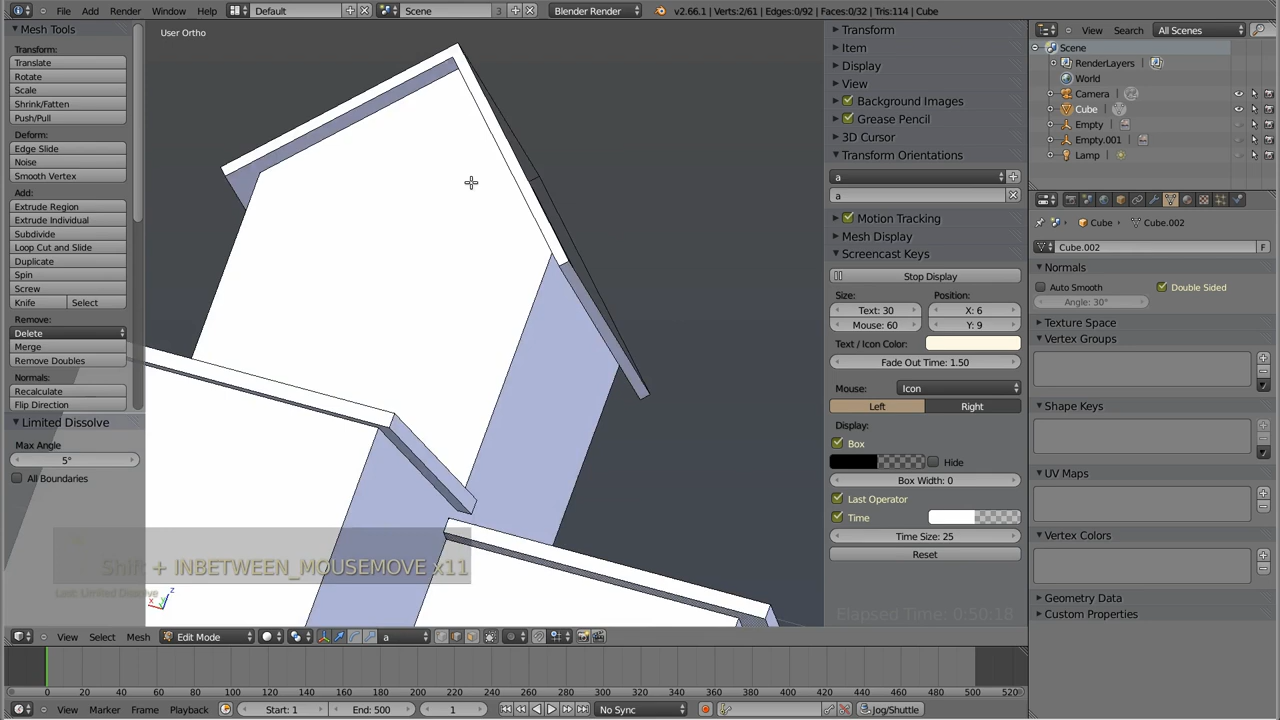 File Add Render Window Help Default Scene 3 Blender Render v2.66.1 | Verts:2/61 | Edges:0/92 | Faces:0/32 | Tris:114 | Cube
Mesh Tools
Transform:
Translate
Rotate
Scale
Shrink/Fatten
Push/Pull
Deform:
Edge Slide
Noise
Smooth Vertex
Add:
Extrude Region
Extrude Individual
Subdivide
Loop Cut and Slide
Duplicate
Spin
Screw
Knife Select
Remove:
Delete
Merge
Remove Doubles
Normals:
Recalculate
Flip Direction
Limited Dissolve
Max Angle
5°
All Boundaries
User Ortho
Shift + INBETWEEN_MOUSEMOVE x11
Last: Limited Dissolve
Elapsed Time: 0:50:18
x z
View Select Mesh Edit Mode a
Transform
Item
Display
View
Background Images
Grease Pencil
3D Cursor
Transform Orientations
a
a
Motion Tracking
Mesh Display
Screencast Keys
Stop Display
Size: Position:
Text: 30 X: 6
Mouse: 60 Y: 9
Text / Icon Color:
Fade Out Time: 1.50
Mouse: Icon
Left Right
Display:
Box
Hide
Box Width: 0
Last Operator
Time
Time Size: 25
Reset
View Search All Scenes
Scene
RenderLayers
World
Camera
Cube
Empty
Empty.001
Lamp
Cube Cube.002
Cube.002 F
Normals
Auto Smooth Double Sided
Angle: 30°
Texture Space
Vertex Groups
Shape Keys
UV Maps
Vertex Colors
Geometry Data
Custom Properties
0 20 40 60 80 100 120 140 160 180 200 220 240 260 280 300 320 340 360 380 400 420 440 460 480 500 520
View Marker Frame Playback Start: 1 End: 500 1 No Sync Jog/Shuttle